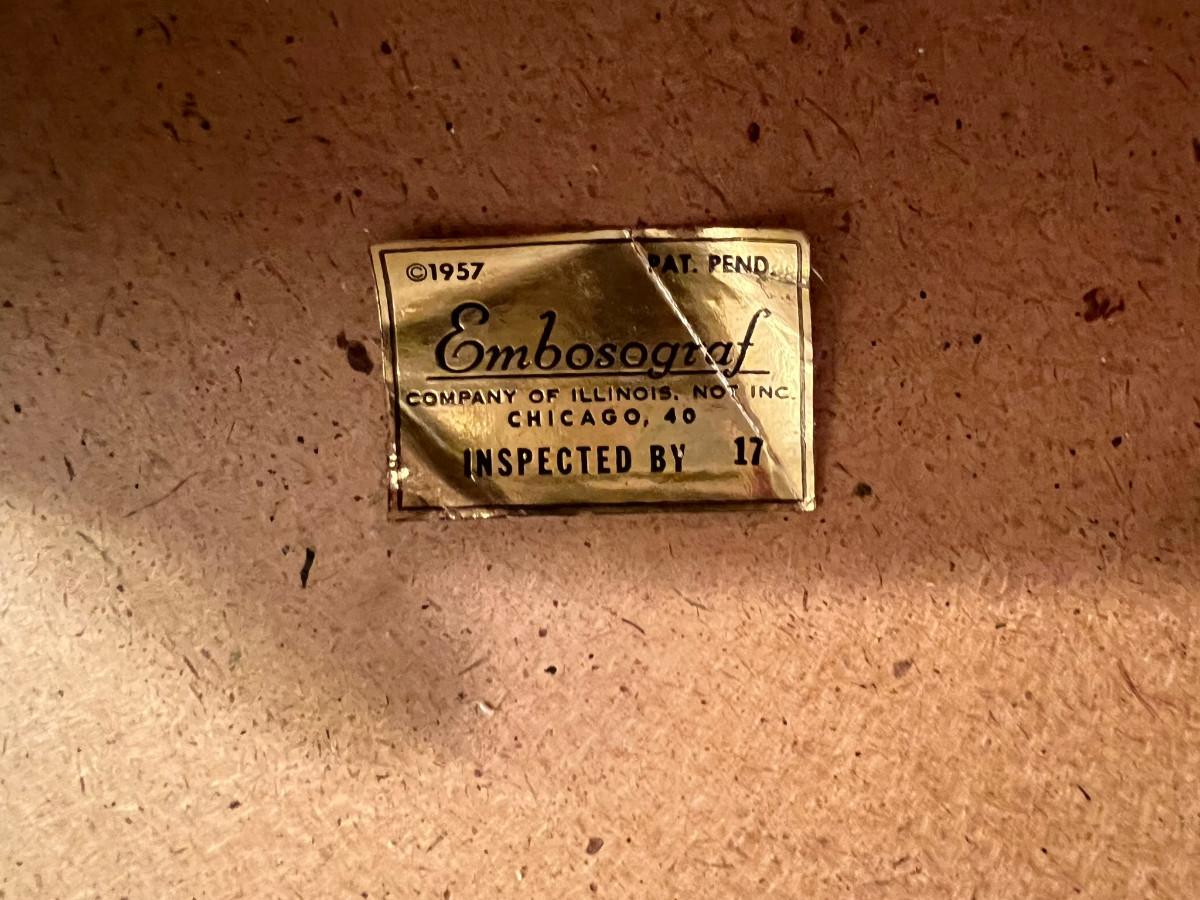 ©1957 PAT. PEND.
Embosograf
COMPANY OF ILLINOIS. NOT INC.
CHICAGO, 40
INSPECTED BY 17